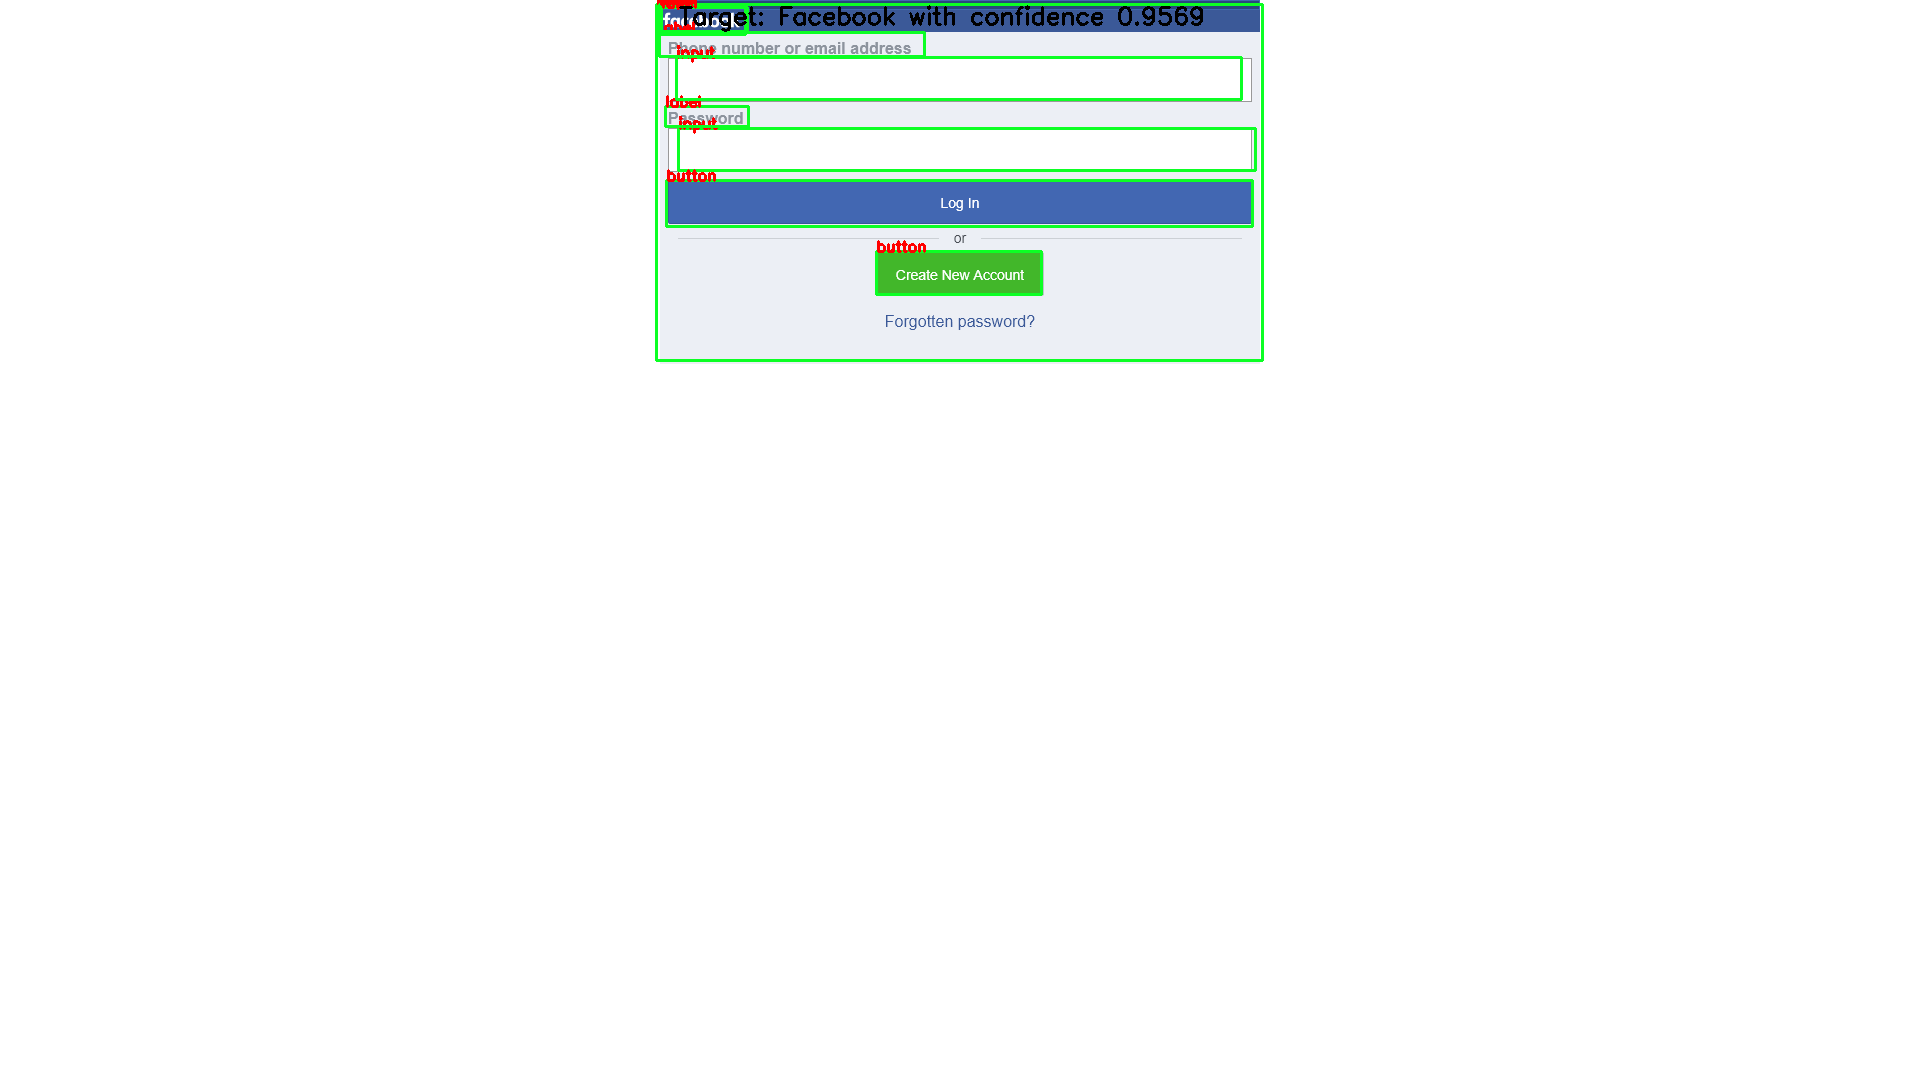 Target: Facebook with confidence 0.9569
Phone number or email address
input
label
Password
input
button
Log In
or
button
Create New Account
Forgotten password?